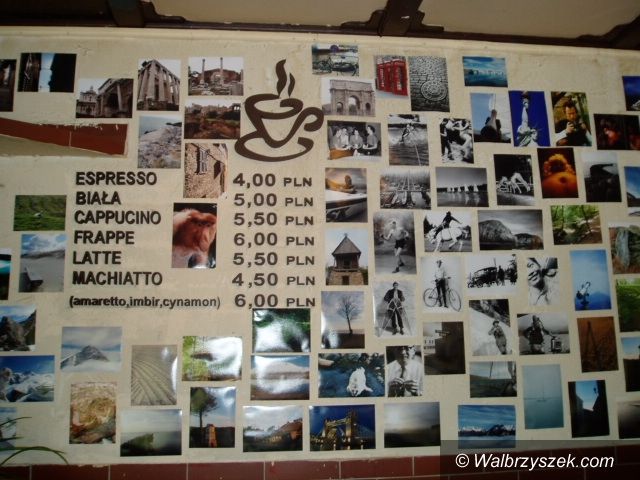 ESPRESSO 4,00 PLN
BIAŁA 5,00 PLN
CAPPUCINO 5,50 PLN
FRAPPE 6,00 PLN
LATTE 5,50 PLN
MACHIATTO 4,50 PLN
(amaretto,imbir,cynamon) 6,00 PLN
© Walbrzyszek.com